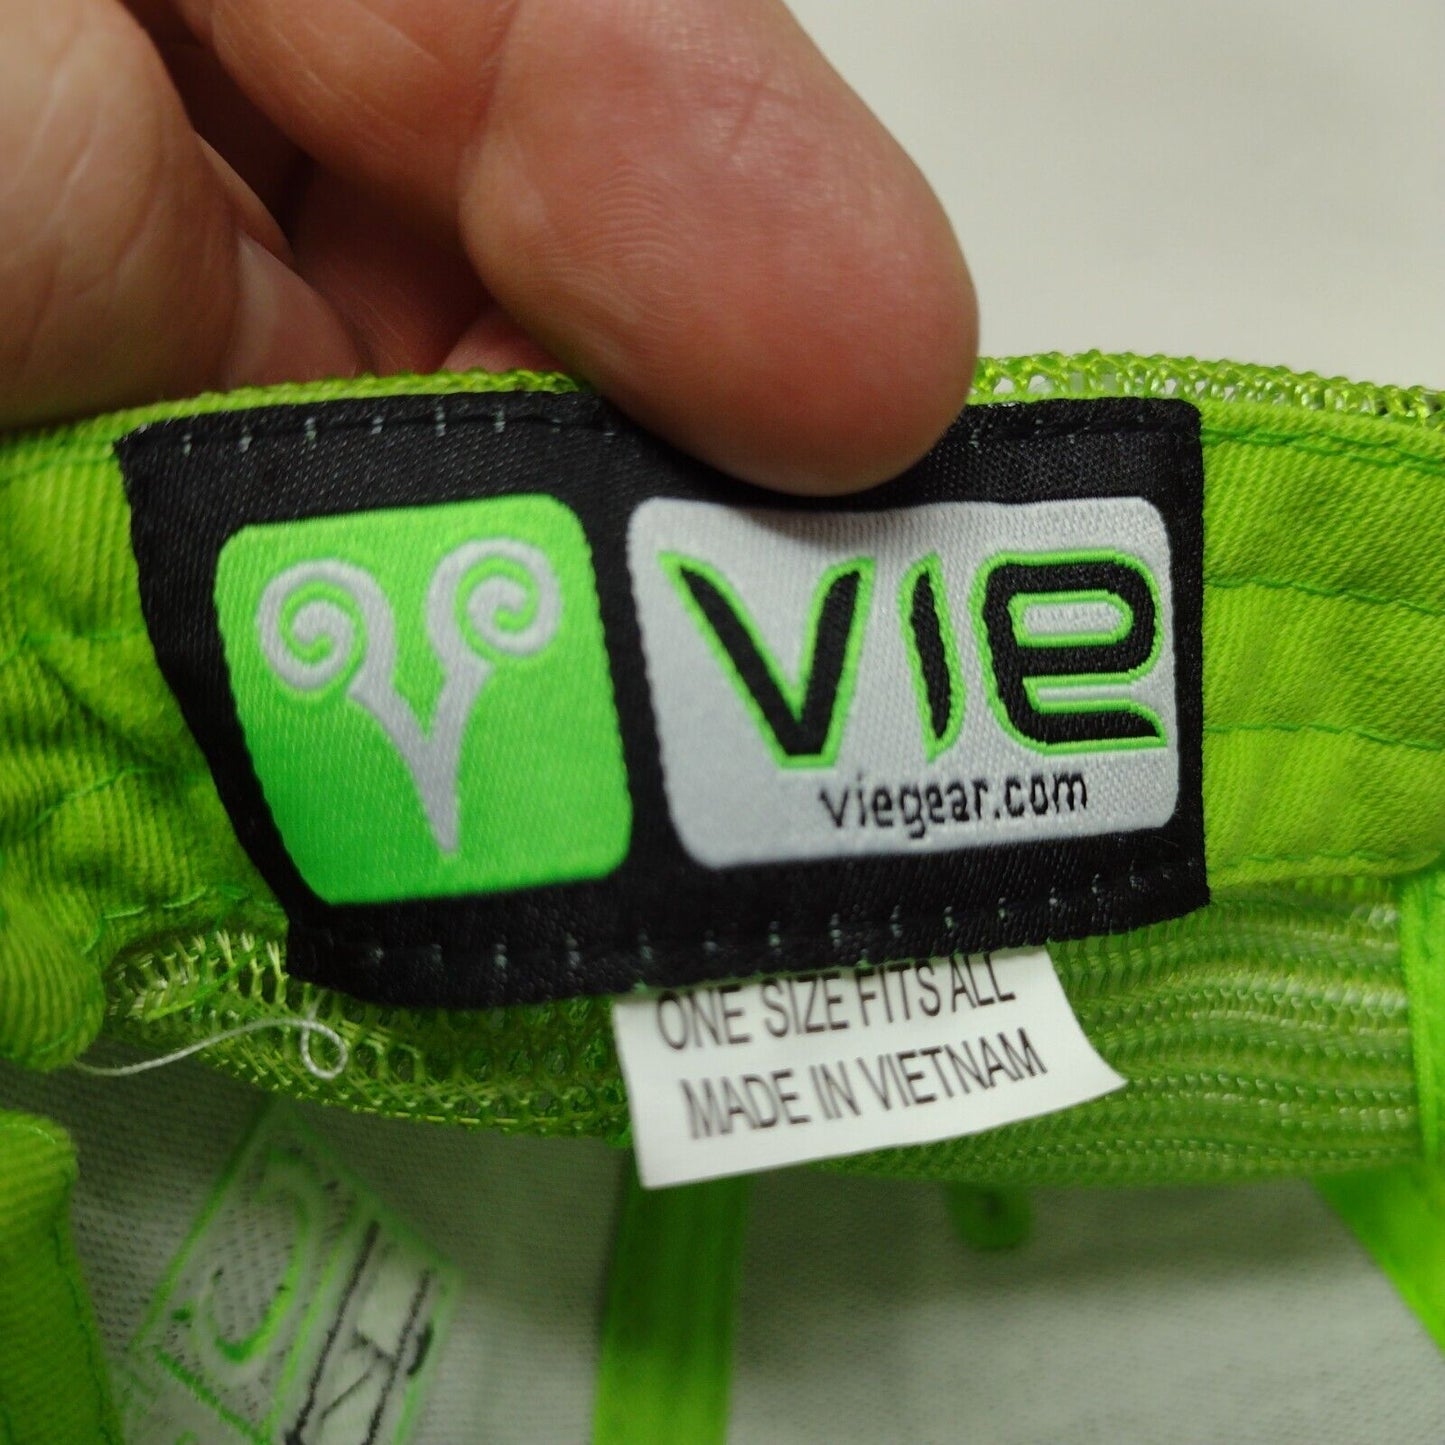 vie
viegear.com
ONE SIZE FITS ALL
MADE IN VIETNAM